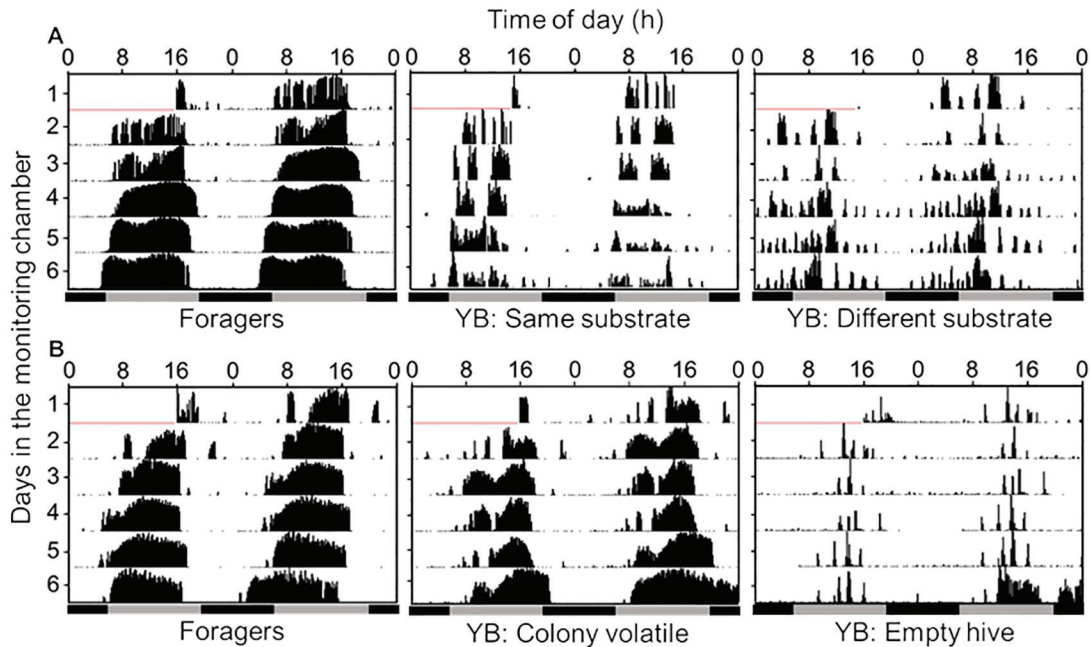 Time of day (h)
A
0 8 16 0 8 16 0
0 8 16 0 8 16 0
0 8 16 0 8 16 0
1
2
3
4
5
6
Foragers
YB: Same substrate
YB: Different substrate
Days in the monitoring chamber
B
0 8 16 0 8 16 0
0 8 16 0 8 16 0
0 8 16 0 8 16 0
1
2
3
4
5
6
Foragers
YB: Colony volatile
YB: Empty hive